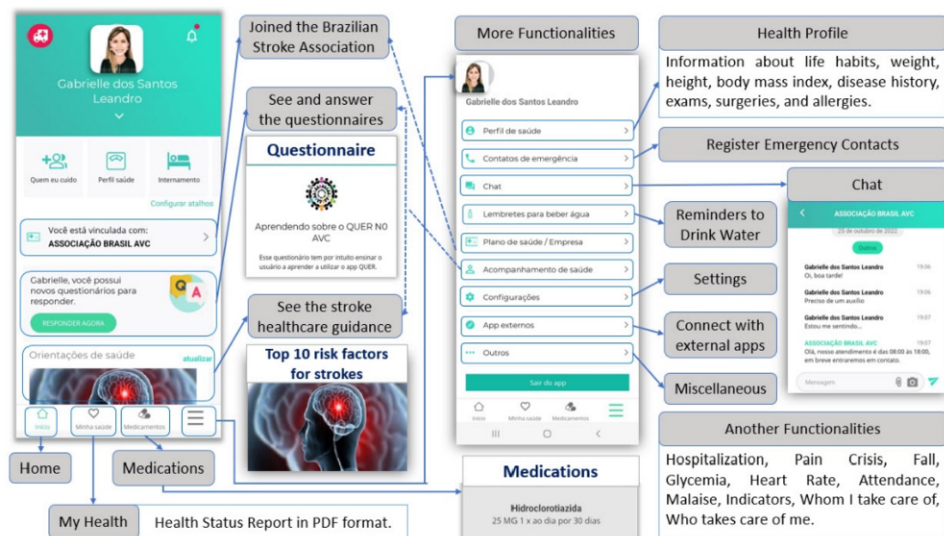 Gabrielle dos Santos
Leandro
Quem eu cuido
Perfil saúde
Internamento
Configurar atalhos
Você está vinculada com:
ASSOCIAÇÃO BRASIL AVC
Gabrielle, você possui
novos questionários para
responder.
Q A
RESPONDER AGORA
Orientações de saúde
atualizar
Início
Minha saúde
Medicamentos
Home
Medications
My Health
Health Status Report in PDF format.
Joined the Brazilian
Stroke Association
See and answer
the questionnaires
Questionnaire
Aprendendo sobre o QUER N0
AVC
Esse questionário tem por intuito ensinar o
usuário a aprender a utilizar o app QUER.
See the stroke
healthcare guidance
Top 10 risk factors
for strokes
More Functionalities
Gabrielle dos Santos Leandro
Perfil de saúde
Contatos de emergência
Chat
Lembretes para beber água
Plano de saúde / Empresa
Acompanhamento de saúde
Configurações
App externos
Outros
Sair do app
Início
Minha saúde
Medicamentos
Medications
Hidroclorotiazida
25 MG 1 x ao dia por 30 dias
Health Profile
Information about life habits, weight,
height, body mass index, disease history,
exams, surgeries, and allergies.
Register Emergency Contacts
Chat
Reminders to
Drink Water
Settings
Connect with
external apps
Miscellaneous
ASSOCIAÇÃO BRASIL AVC
25 de outubro de 2022
Outros
Gabrielle dos Santos Leandro 19:06
Oi, boa tarde!
Gabrielle dos Santos Leandro 19:06
Preciso de um auxílio
Gabrielle dos Santos Leandro 19:07
Estou me sentindo...
ASSOCIAÇÃO BRASIL AVC 19:07
Olá, nosso atendimento é das 08:00 às 18:00,
em breve entraremos em contato.
Mensagem
Another Functionalities
Hospitalization, Pain Crisis, Fall,
Glycemia, Heart Rate, Attendance,
Malaise, Indicators, Whom I take care of,
Who takes care of me.